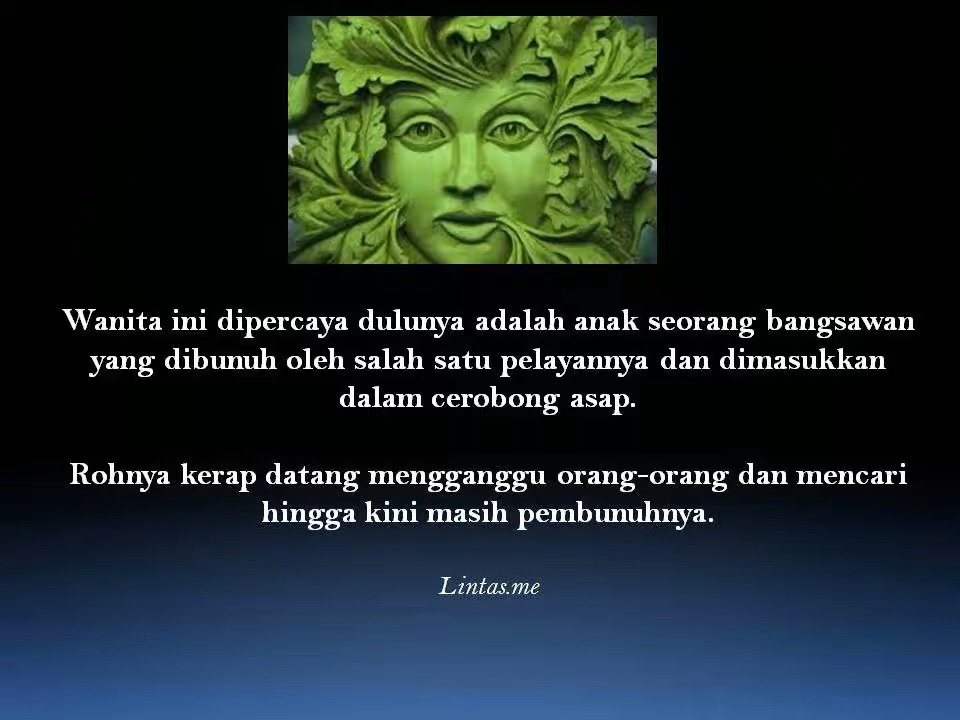 Wanita ini dipercaya dulunya adalah anak seorang bangsawan
yang dibunuh oleh salah satu pelayannya dan dimasukkan
dalam cerobong asap.
Rohnya kerap datang mengganggu orang-orang dan mencari
hingga kini masih pembunuhnya.
Lintas.me